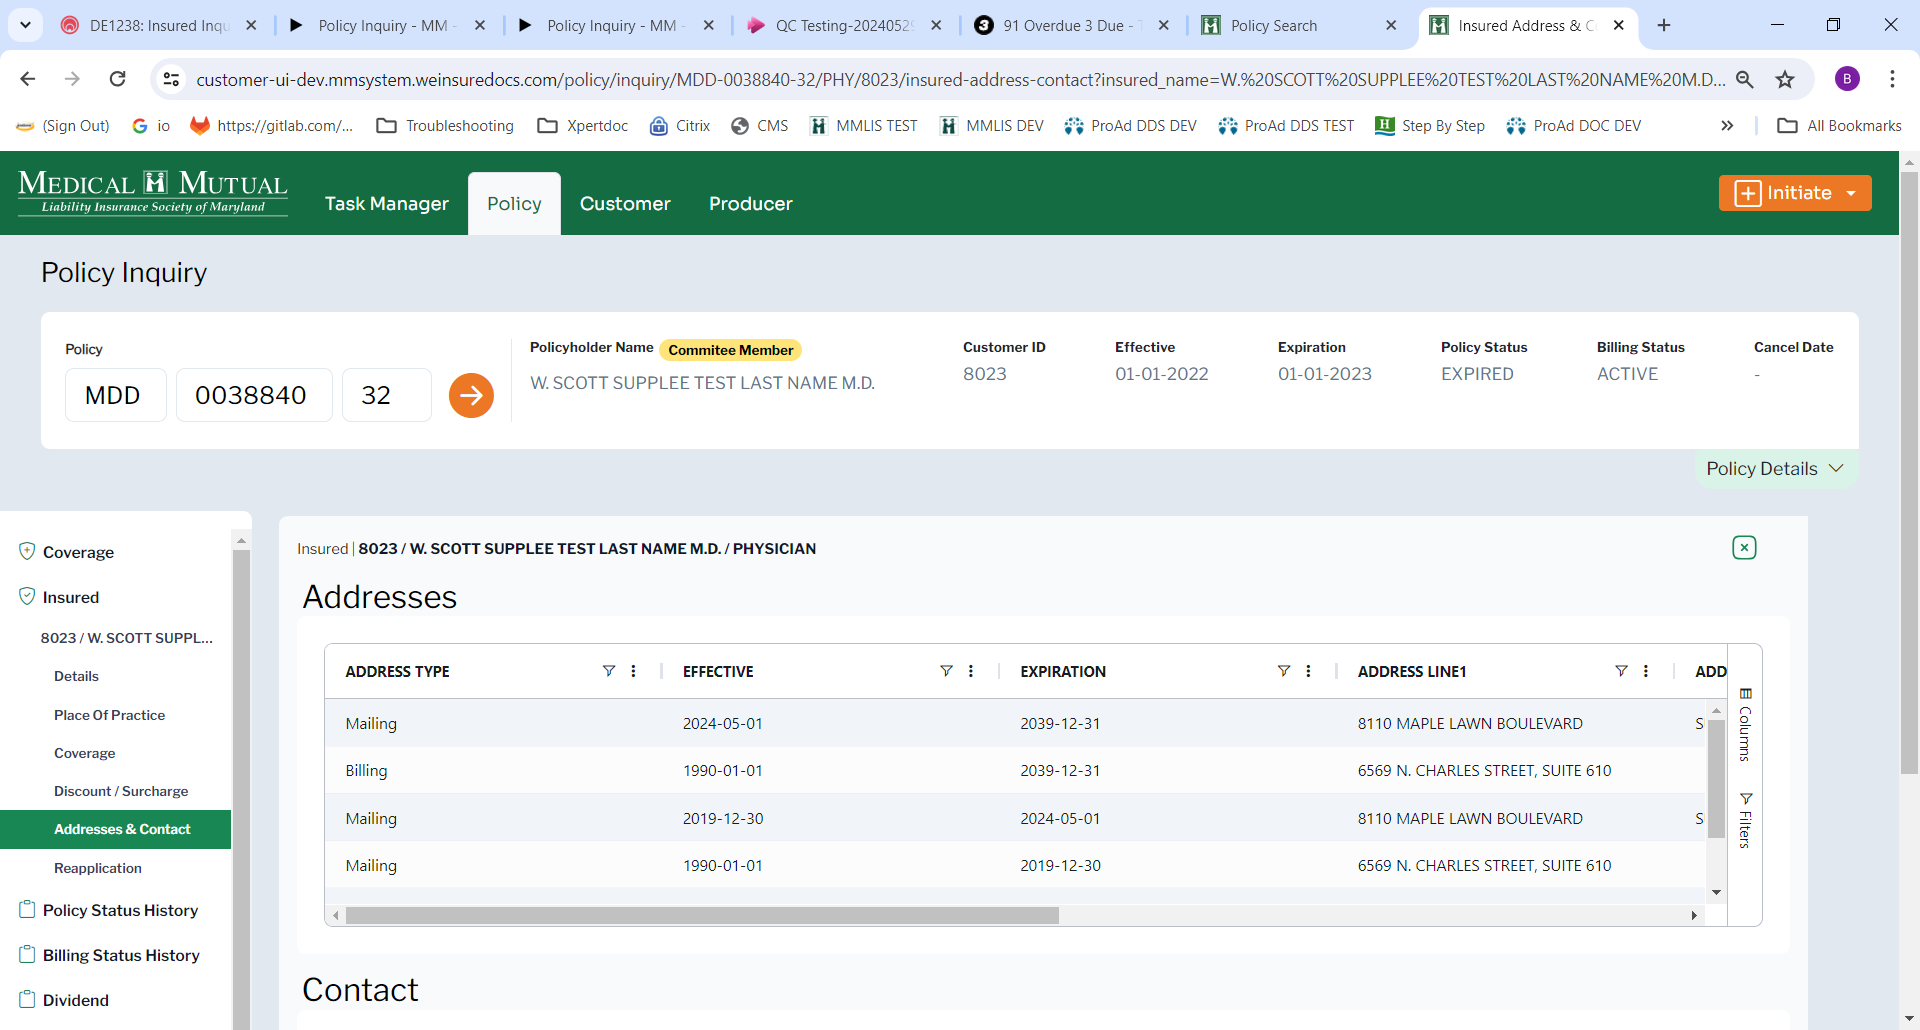 DE1238: Insured Inqu
Policy Inquiry - MM -
Policy Inquiry - MM -
QC Testing-20240529
91 Overdue 3 Due - T
Policy Search
Insured Address & C
customer-ui-dev.mmsystem.weinsuredocs.com/policy/inquiry/MDD-0038840-32/PHY/8023/insured-address-contact?insured_name=W.%20SCOTT%20SUPPLEE%20TEST%20LAST%20NAME%20M.D...
B
(Sign Out)
io
https://gitlab.com/...
Troubleshooting
Xpertdoc
Citrix
CMS
MMLIS TEST
MMLIS DEV
ProAd DDS DEV
ProAd DDS TEST
Step By Step
ProAd DOC DEV
All Bookmarks
MEDICAL MUTUAL
Liability Insurance Society of Maryland
Task Manager
Policy
Customer
Producer
Initiate
Policy Inquiry
Policy
MDD
0038840
32
Policyholder Name
Commitee Member
W. SCOTT SUPPLEE TEST LAST NAME M.D.
Customer ID
8023
Effective
01-01-2022
Expiration
01-01-2023
Policy Status
EXPIRED
Billing Status
ACTIVE
Cancel Date
-
Policy Details
Coverage
Insured
8023 / W. SCOTT SUPPL...
Details
Place Of Practice
Coverage
Discount / Surcharge
Addresses & Contact
Reapplication
Policy Status History
Billing Status History
Dividend
Insured | 8023 / W. SCOTT SUPPLEE TEST LAST NAME M.D. / PHYSICIAN
Addresses
ADDRESS TYPE EFFECTIVE EXPIRATION ADDRESS LINE1 ADD
Mailing 2024-05-01 2039-12-31 8110 MAPLE LAWN BOULEVARD S
Billing 1990-01-01 2039-12-31 6569 N. CHARLES STREET, SUITE 610
Mailing 2019-12-30 2024-05-01 8110 MAPLE LAWN BOULEVARD S
Mailing 1990-01-01 2019-12-30 6569 N. CHARLES STREET, SUITE 610
Columns
Filters
Contact